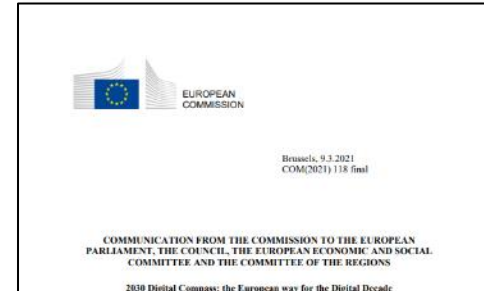 EUROPEAN
COMMISSION
Brussels, 9.3.2021
COM(2021) 118 final
COMMUNICATION FROM THE COMMISSION TO THE EUROPEAN
PARLIAMENT, THE COUNCIL, THE EUROPEAN ECONOMIC AND SOCIAL
COMMITTEE AND THE COMMITTEE OF THE REGIONS
2030 Digital Compass: the European way for the Digital Decade